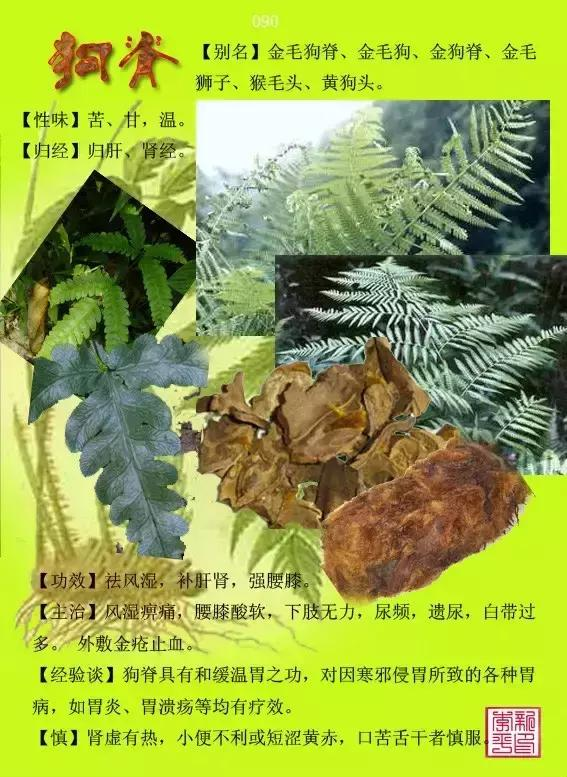 090
狗脊
【别名】金毛狗脊、金毛狗、金狗脊、金毛
狮子、猴毛头、黄狗头。
【性味】苦、甘，温。
【归经】归肝、肾经。
【功效】祛风湿，补肝肾，强腰膝。
【主治】风湿痹痛，腰膝酸软，下肢无力，尿频，遗尿，白带过
多。 外敷金疮止血。
【经验谈】狗脊具有和缓温胃之功，对因寒邪侵胃所致的各种胃
病，如胃炎、胃溃疡等均有疗效。
【慎】肾虚有热，小便不利或短涩黄赤，口苦舌干者慎服。